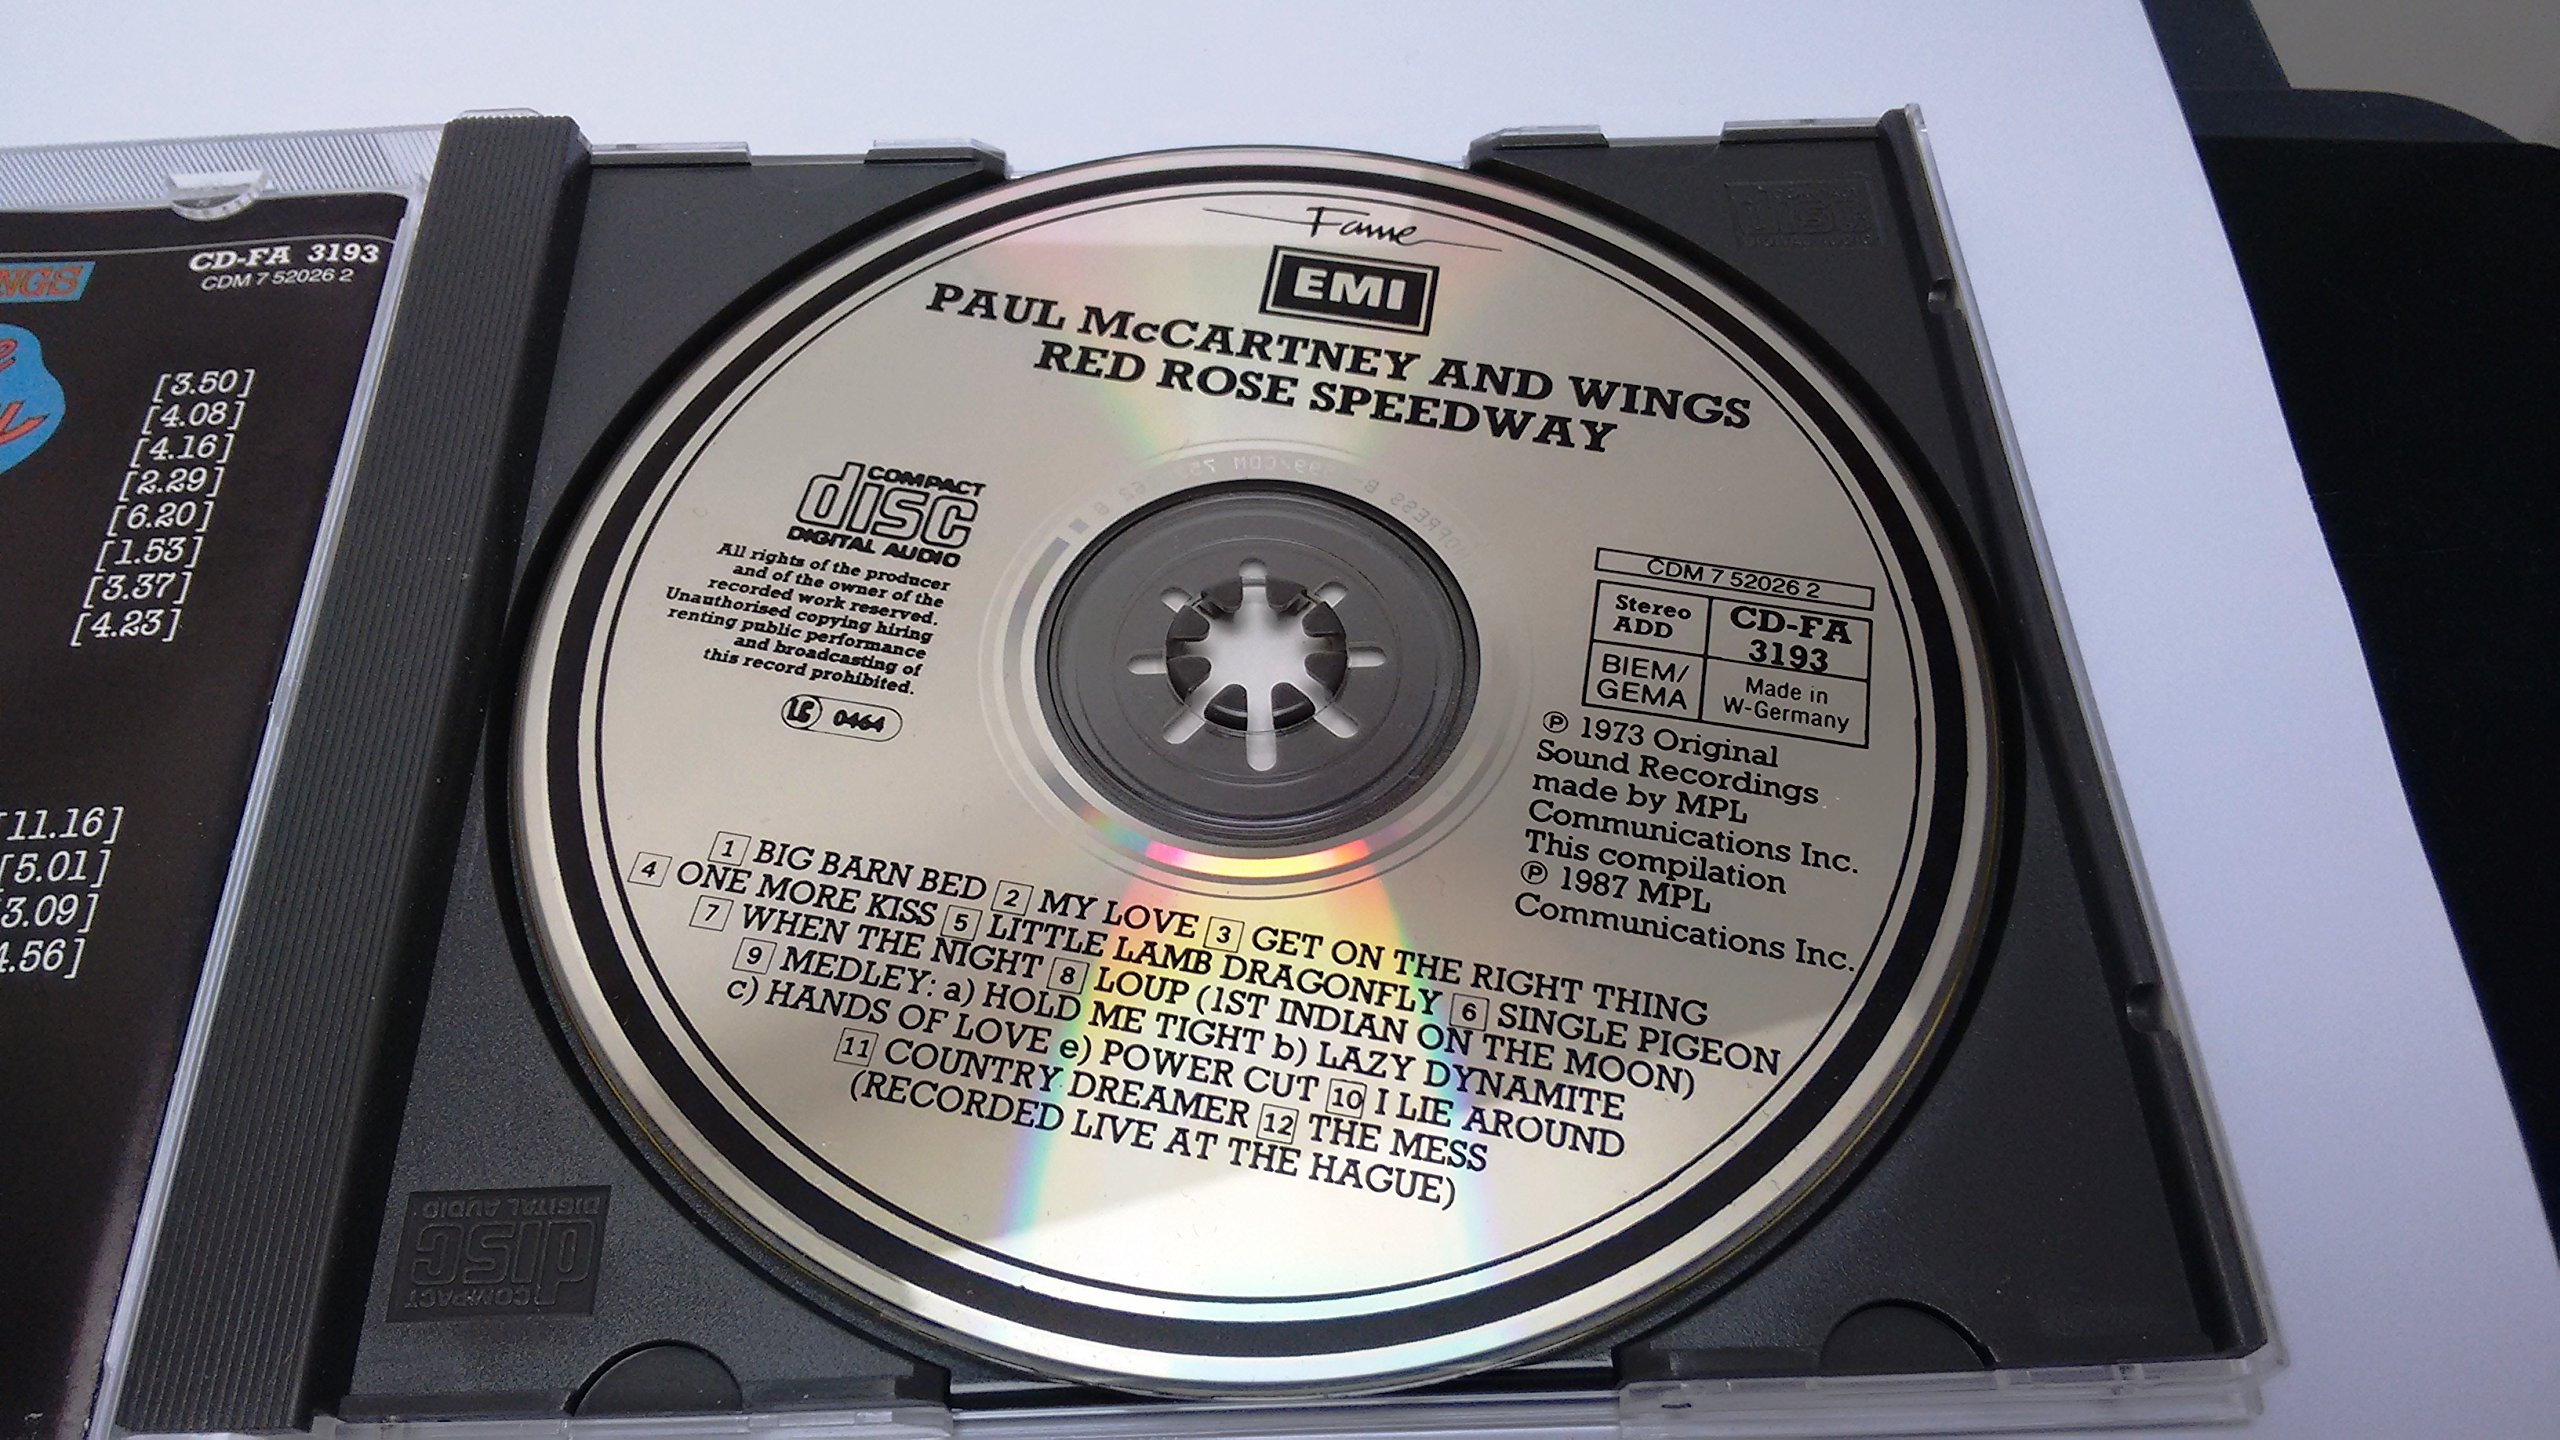 NGS
CD-FA 3193
CDM 7 52026 2
[3.50]
[4.08]
[4.16]
[2.29]
[6.20]
[1.53]
[3.37]
[4.23]
[11.16]
[5.01]
3.09]
4.56]
Fame
EMI
PAUL McCARTNEY AND WINGS
RED ROSE SPEEDWAY
COMPACT
disc
DIGITAL AUDIO
All rights of the producer
and of the owner of the
recorded work reserved.
Unauthorised copying hiring
renting public performance
and broadcasting of
this record prohibited.
LC 0464
CDM 7 52026 2
Stereo
ADD
CD-FA
3193
BIEM/
GEMA
Made in
W-Germany
℗ 1973 Original
Sound Recordings
made by MPL
Communications Inc.
This compilation
℗ 1987 MPL
Communications Inc.
1 BIG BARN BED 2 MY LOVE 3 GET ON THE RIGHT THING
4 ONE MORE KISS 5 LITTLE LAMB DRAGONFLY 6 SINGLE PIGEON
7 WHEN THE NIGHT 8 LOUP (1ST INDIAN ON THE MOON)
9 MEDLEY: a) HOLD ME TIGHT b) LAZY DYNAMITE
c) HANDS OF LOVE e) POWER CUT 10 I LIE AROUND
11 COUNTRY DREAMER 12 THE MESS
(RECORDED LIVE AT THE HAGUE)
COMPACT
disc
DIGITAL AUDIO